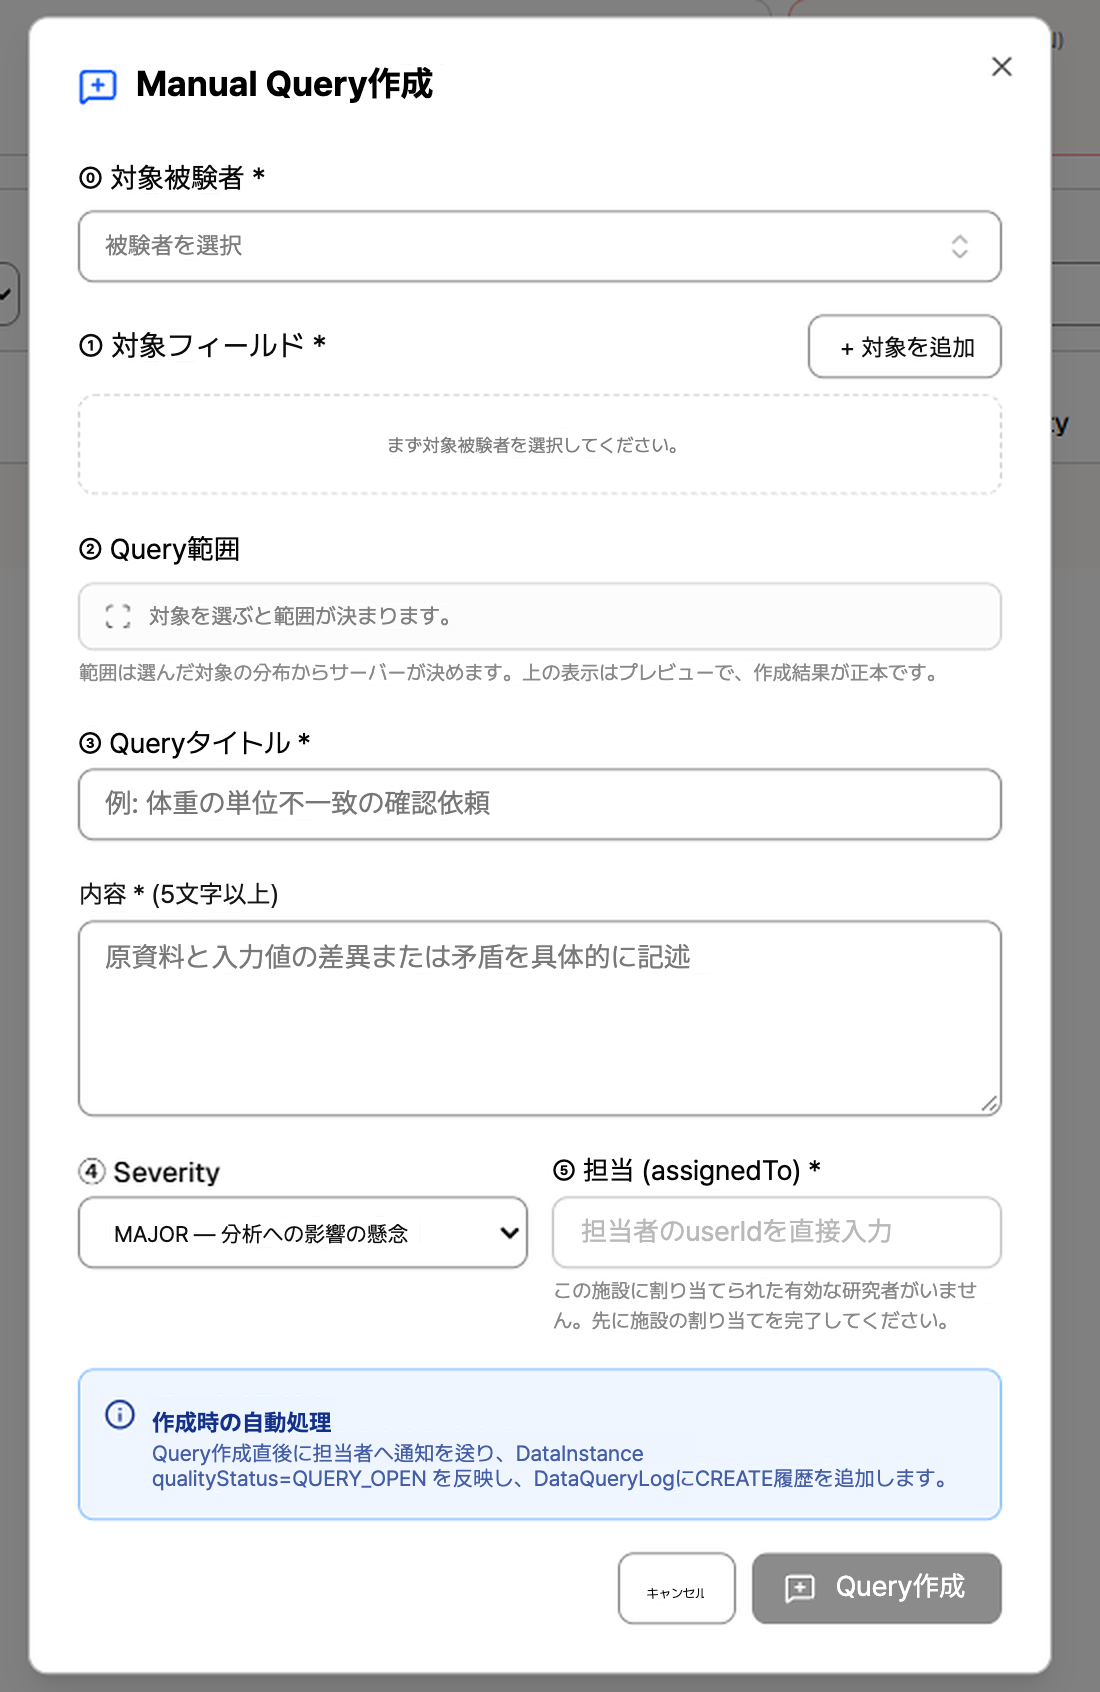 Manual Query作成
⓪ 対象被験者 *
被験者を選択
① 対象フィールド *
+ 対象を追加
まず対象被験者を選択してください。
② Query範囲
対象を選ぶと範囲が決まります。
範囲は選んだ対象の分布からサーバーが決めます。上の表示はプレビューで、作成結果が正本です。
③ Queryタイトル *
例: 体重の単位不一致の確認依頼
内容 * (5文字以上)
原資料と入力値の差異または矛盾を具体的に記述
④ Severity
MAJOR — 分析への影響の懸念
⑤ 担当 (assignedTo) *
担当者のuserIdを直接入力
この施設に割り当てられた有効な研究者がいませ
ん。先に施設の割り当てを完了してください。
作成時の自動処理
Query作成直後に担当者へ通知を送り、DataInstance
qualityStatus=QUERY_OPEN を反映し、DataQueryLogにCREATE履歴を追加します。
キャンセル
Query作成